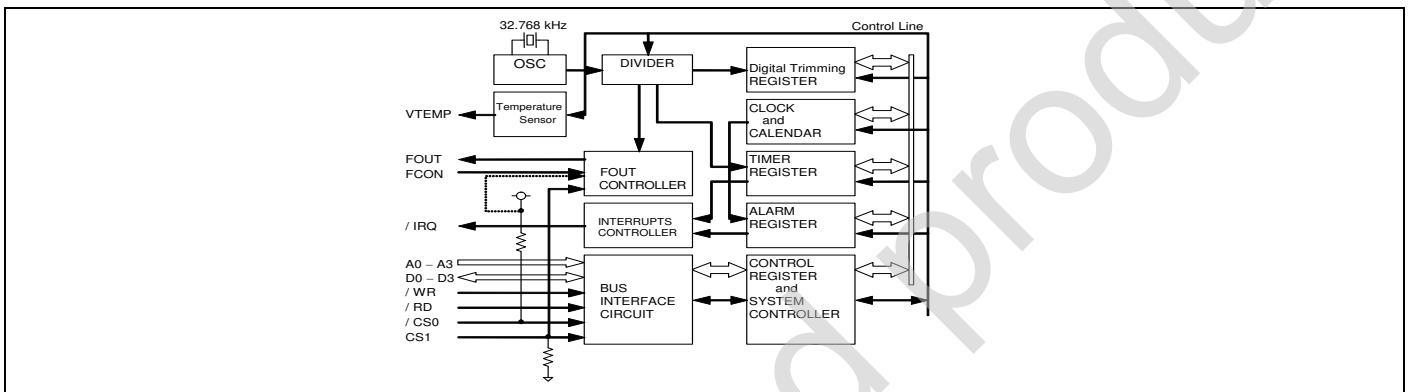 32.768 kHz
Control Line
OSC
DIVIDER
Digital Trimming
REGISTER
VTEMP
Temperature
Sensor
CLOCK
and
CALENDAR
FOUT
FCON
FOUT
CONTROLLER
TIMER
REGISTER
/ IRQ
INTERRUPTS
CONTROLLER
ALARM
REGISTER
A0 – A3
D0 – D3
/ WR
/ RD
/ CS0
CS1
BUS
INTERFACE
CIRCUIT
CONTROL
REGISTER
and
SYSTEM
CONTROLLER